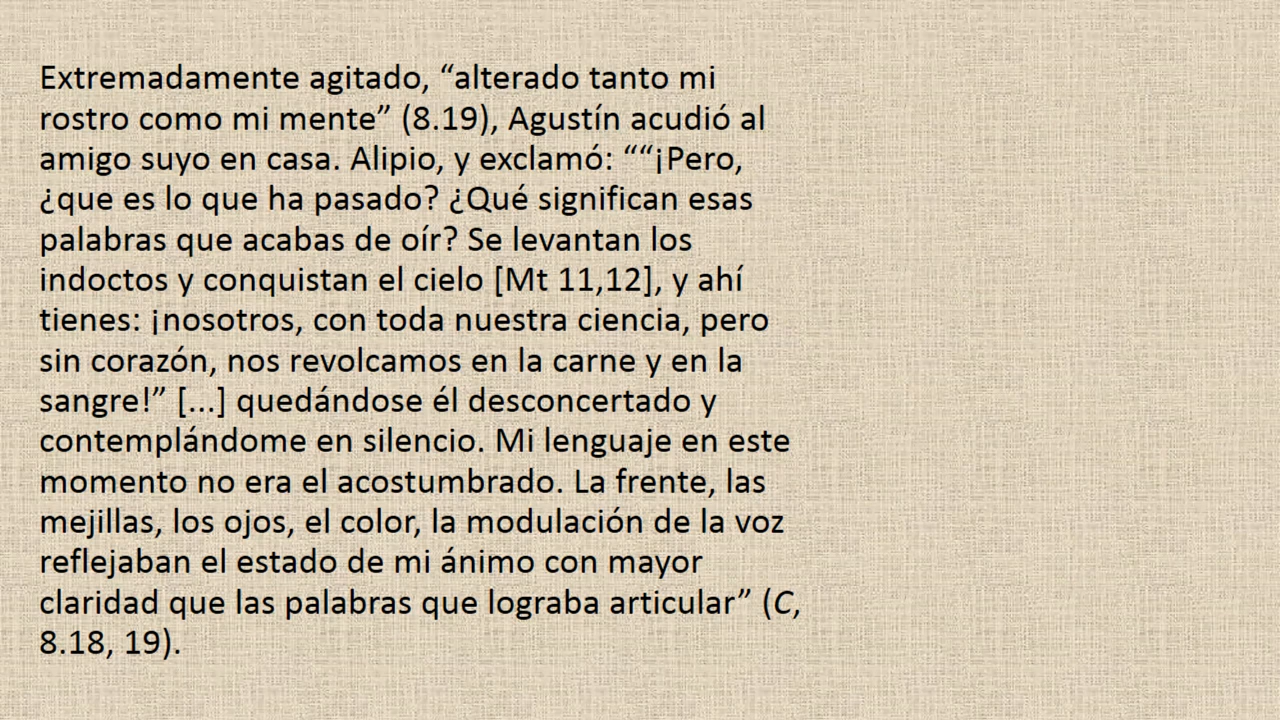 Extremadamente agitado, “alterado tanto mi
rostro como mi mente” (8.19), Agustín acudió al
amigo suyo en casa. Alipio, y exclamó: ““¡Pero,
¿que es lo que ha pasado? ¿Qué significan esas
palabras que acabas de oír? Se levantan los
indoctos y conquistan el cielo [Mt 11,12], y ahí
tienes: ¡nosotros, con toda nuestra ciencia, pero
sin corazón, nos revolcamos en la carne y en la
sangre!” [...] quedándose él desconcertado y
contemplándome en silencio. Mi lenguaje en este
momento no era el acostumbrado. La frente, las
mejillas, los ojos, el color, la modulación de la voz
reflejaban el estado de mi ánimo con mayor
claridad que las palabras que lograba articular” (C,
8.18, 19).